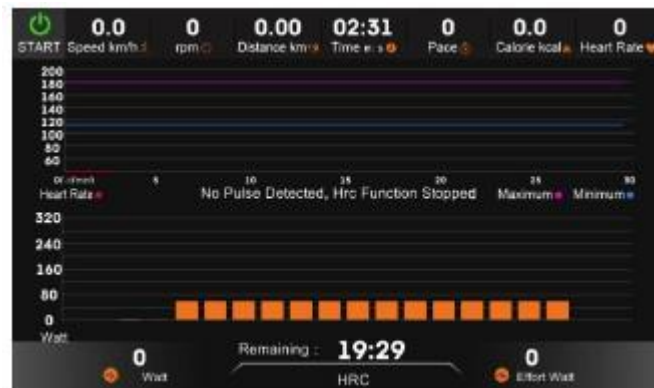 0.0 0 0.00 02:31 0 0.0 0
START Speed km/h rpm Distance km Time m:s Pace Calorie kcal Heart Rate
200
180
160
140
120
100
80
60
5 10 15 20 25 30
Heart Rate No Pulse Detected, Hrc Function Stopped Maximum Minimum
320
240
160
80
0
Watt
0 Remaining : 19:29 0
Watt HRC Effort Watt